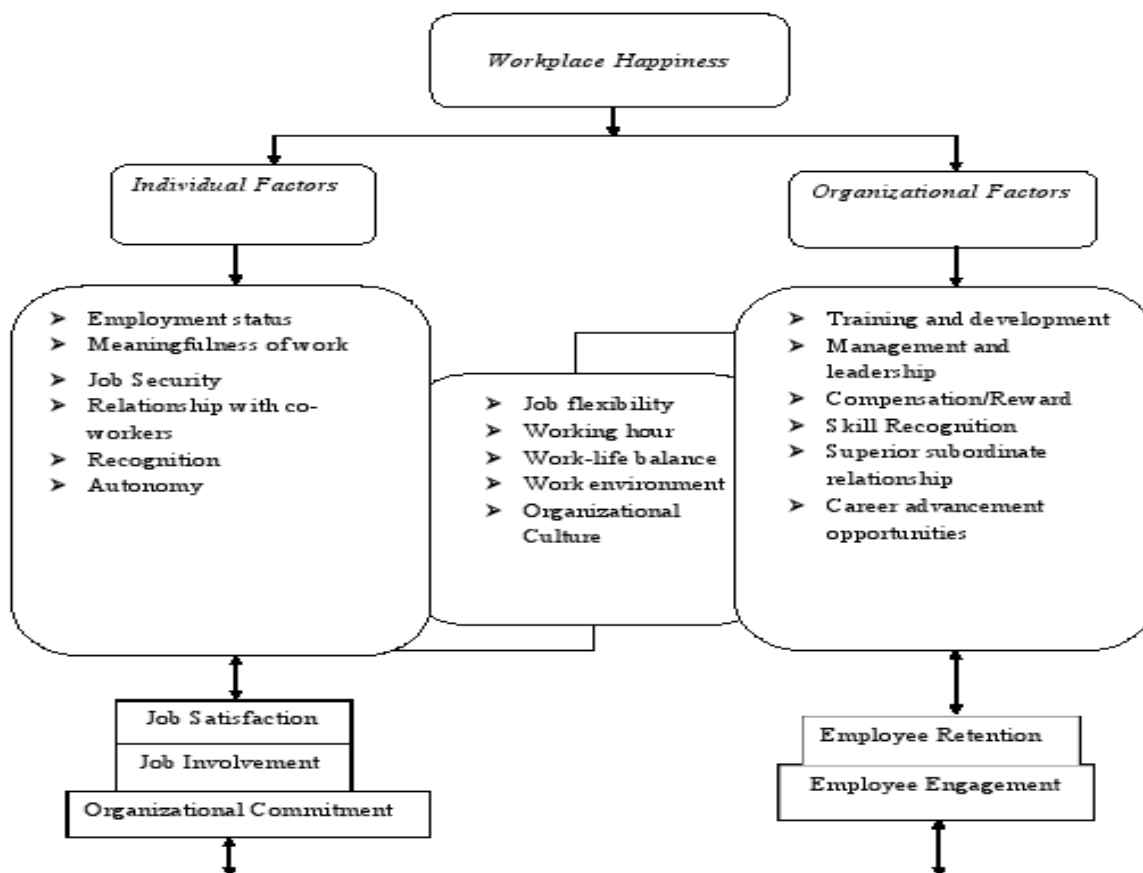 Workplace Happiness
Individual Factors
Organizational Factors
➤ Employment status
➤ Meaningfulness of work
➤ Job Security
➤ Relationship with co-
workers
➤ Recognition
➤ Autonomy
➤ Job flexibility
➤ Working hour
➤ Work-life balance
➤ Work environment
➤ Organizational
Culture
➤ Training and development
➤ Management and
leadership
➤ Compensation/Reward
➤ Skill Recognition
➤ Superior subordinate
relationship
➤ Career advancement
opportunities
Job Satisfaction
Job Involvement
Organizational Commitment
Employee Retention
Employee Engagement